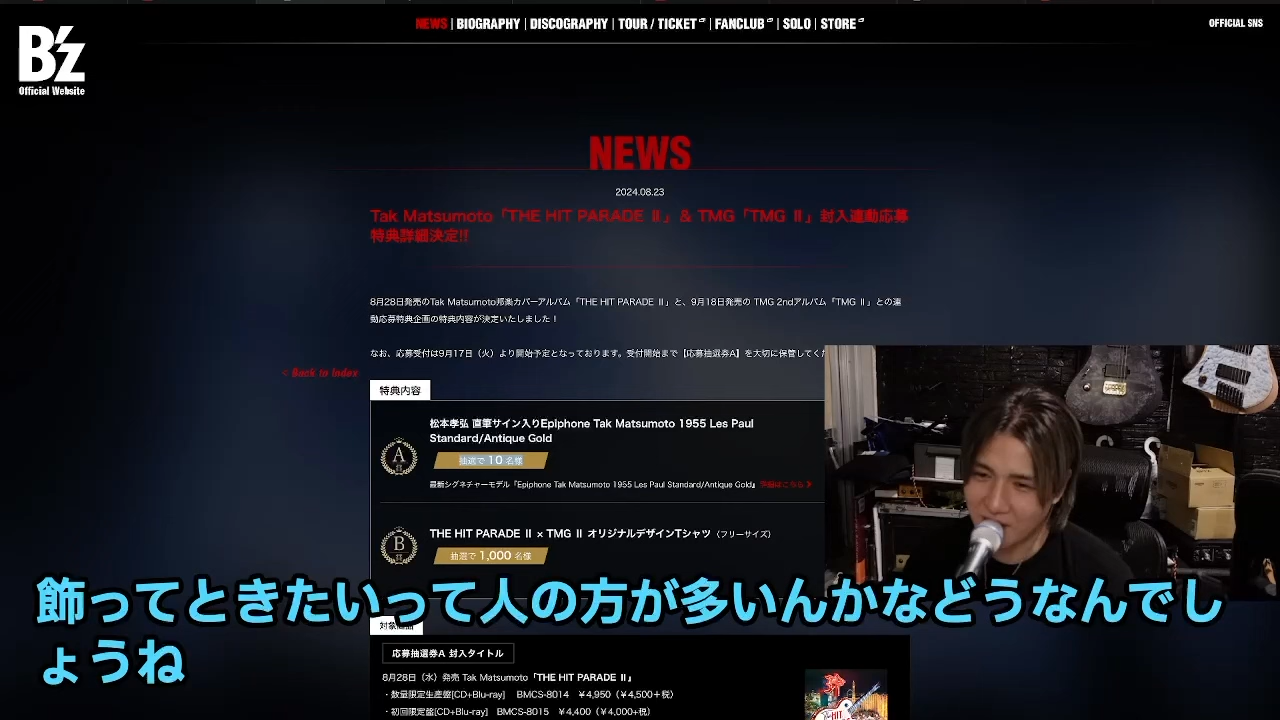 NEWS | BIOGRAPHY | DISCOGRAPHY | TOUR / TICKET | FANCLUB | SOLO | STORE
OFFICIAL SNS
B'z
Official Website
NEWS
2024.08.23
Tak Matsumoto「THE HIT PARADE Ⅱ」& TMG「TMG Ⅱ」封入連動応募
特典詳細決定!!
8月28日発売のTak Matsumoto邦楽カバーアルバム「THE HIT PARADE Ⅱ」と、9月18日発売の TMG 2ndアルバム「TMG Ⅱ」との連
動応募特典企画の特典内容が決定いたしました！
なお、応募受付は9月17日（火）より開始予定となっております。受付開始まで【応募抽選券A】を大切に保管してくだ
< Back to Index
特典内容
A
賞
松本孝弘 直筆サイン入りEpiphone Tak Matsumoto 1955 Les Paul
Standard/Antique Gold
抽選で 10 名様
最新シグネチャーモデル『Epiphone Tak Matsumoto 1955 Les Paul Standard/Antique Gold』 詳細はこちら
B
賞
THE HIT PARADE Ⅱ × TMG Ⅱ オリジナルデザインTシャツ（フリーサイズ）
抽選で 1,000 名様
飾ってときたいって人の方が多いんかなどうなんでし
ょうね
対象商品
応募抽選券A 封入タイトル
8月28日（水）発売 Tak Matsumoto「THE HIT PARADE Ⅱ」
・数量限定生産盤[CD+Blu-ray] BMCS-8014 ￥4,950（￥4,500＋税）
・初回限定盤[CD+Blu-ray] BMCS-8015 ￥4,400（￥4,000+税）